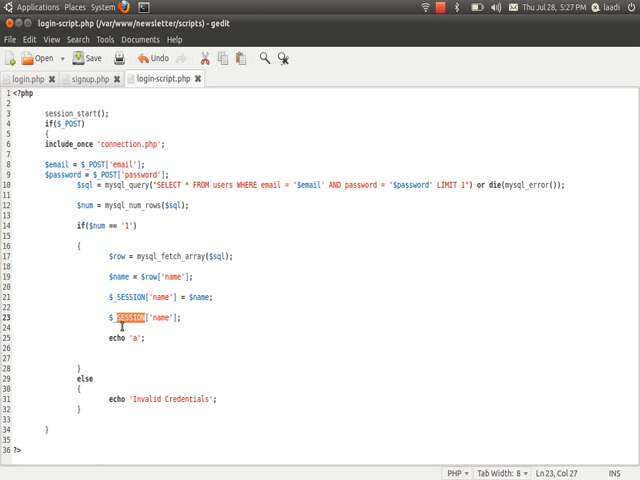 Applications Places System Thu Jul 28, 5:27 PM laadi
login-script.php (/var/www/newsletter/scripts) - gedit
File Edit View Search Tools Documents Help
Open Save Undo
login.php signup.php login-script.php
1 <?php
2
3 session_start();
4 if($_POST)
5 {
6 include_once 'connection.php';
7
8 $email = $_POST['email'];
9 $password = $_POST['password'];
10 $sql = mysql_query("SELECT * FROM users WHERE email = '$email' AND password = '$password' LIMIT 1") or die(mysql_error());
11
12 $num = mysql_num_rows($sql);
13
14 if($num == '1')
15
16 {
17 $row = mysql_fetch_array($sql);
18
19 $name = $row['name'];
20
21 $_SESSION['name'] = $name;
22
23 $_SESSION['name'];
24
25 echo 'a';
26
27
28 }
29 else
30 {
31 echo 'Invalid Credentials';
32 }
33
34 }
35
36 ?>
PHP Tab Width: 8 Ln 23, Col 27 INS